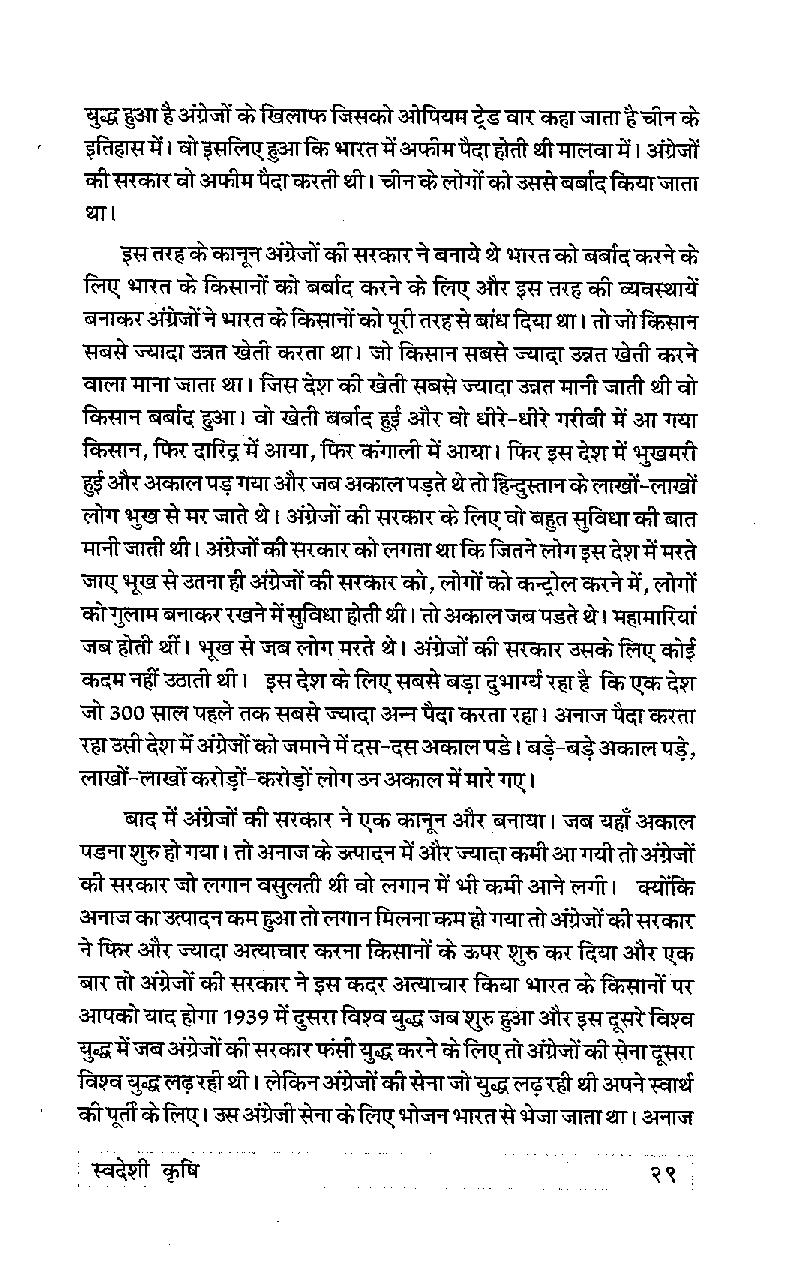 युद्ध हुआ है अंग्रेजों के खिलाफ जिसको ओपियम ट्रेड वार कहा जाता है चीन के
इतिहास में। वो इसलिए हुआ कि भारत में अफीम पैदा होती थी मालवा में। अंग्रेजों
की सरकार वो अफीम पैदा करती थी। चीन के लोगों को उससे बर्बाद किया जाता
था।
इस तरह के कानून अंग्रेजों की सरकार ने बनाये थे भारत को बर्बाद करने के
लिए भारत के किसानों को बर्बाद करने के लिए और इस तरह की व्यवस्थायें
बनाकर अंग्रेजों ने भारत के किसानों को पूरी तरह से बांध दिया था। तो जो किसान
सबसे ज्यादा उन्नत खेती करता था। जो किसान सबसे ज्यादा उन्नत खेती करने
वाला माना जाता था। जिस देश की खेती सबसे ज्यादा उन्नत मानी जाती थी वो
किसान बर्बाद हुआ। वो खेती बर्बाद हुई और वो धीरे-धीरे गरीबी में आ गया
किसान, फिर दारिद्र में आया, फिर कंगाली में आया। फिर इस देश में भुखमरी
हुई और अकाल पड़ गया और जब अकाल पड़ते थे तो हिन्दुस्तान के लाखों-लाखों
लोग भुख से मर जाते थे। अंग्रेजों की सरकार के लिए वो बहुत सुविधा की बात
मानी जाती थी। अंग्रेजों की सरकार को लगता था कि जितने लोग इस देश में मरते
जाए भूख से उतना ही अंग्रेजों की सरकार को, लोगों को कन्ट्रोल करने में, लोगों
को गुलाम बनाकर रखने में सुविधा होती थी। तो अकाल जब पडते थे। महामारियां
जब होती थीं। भूख से जब लोग मरते थे। अंग्रेजों की सरकार उसके लिए कोई
कदम नहीं उठाती थी। इस देश के लिए सबसे बड़ा दुभार्ग्य रहा है कि एक देश
जो 300 साल पहले तक सबसे ज्यादा अन्न पैदा करता रहा। अनाज पैदा करता
रहा उसी देश में अंग्रेजों को जमाने में दस-दस अकाल पडे। बड़े-बड़े अकाल पड़े,
लाखों-लाखों करोड़ों-करोड़ों लोग उन अकाल में मारे गए।
बाद में अंग्रेजों की सरकार ने एक कानून और बनाया। जब यहाँ अकाल
पडना शुरु हो गया। तो अनाज के उत्पादन में और ज्यादा कमी आ गयी तो अंग्रेजों
की सरकार जो लगान वसुलती थी वो लगान में भी कमी आने लगी। क्योंकि
अनाज का उत्पादन कम हुआ तो लगान मिलना कम हो गया तो अंग्रेजों की सरकार
ने फिर और ज्यादा अत्याचार करना किसानों के ऊपर शुरु कर दिया और एक
बार तो अंग्रेजों की सरकार ने इस कदर अत्याचार किया भारत के किसानों पर
आपको याद होगा 1939 में दुसरा विश्व युद्ध जब शुरु हुआ और इस दूसरे विश्व
युद्ध में जब अंग्रेजों की सरकार फंसी युद्ध करने के लिए तो अंग्रेजों की सेना दूसरा
विश्व युद्ध लढ़ रही थी। लेकिन अंग्रेजों की सेना जो युद्ध लढ़ रही थी अपने स्वार्थ
की पूर्ती के लिए। उस अंग्रेजी सेना के लिए भोजन भारत से भेजा जाता था। अनाज
स्वदेशी कृषि २९